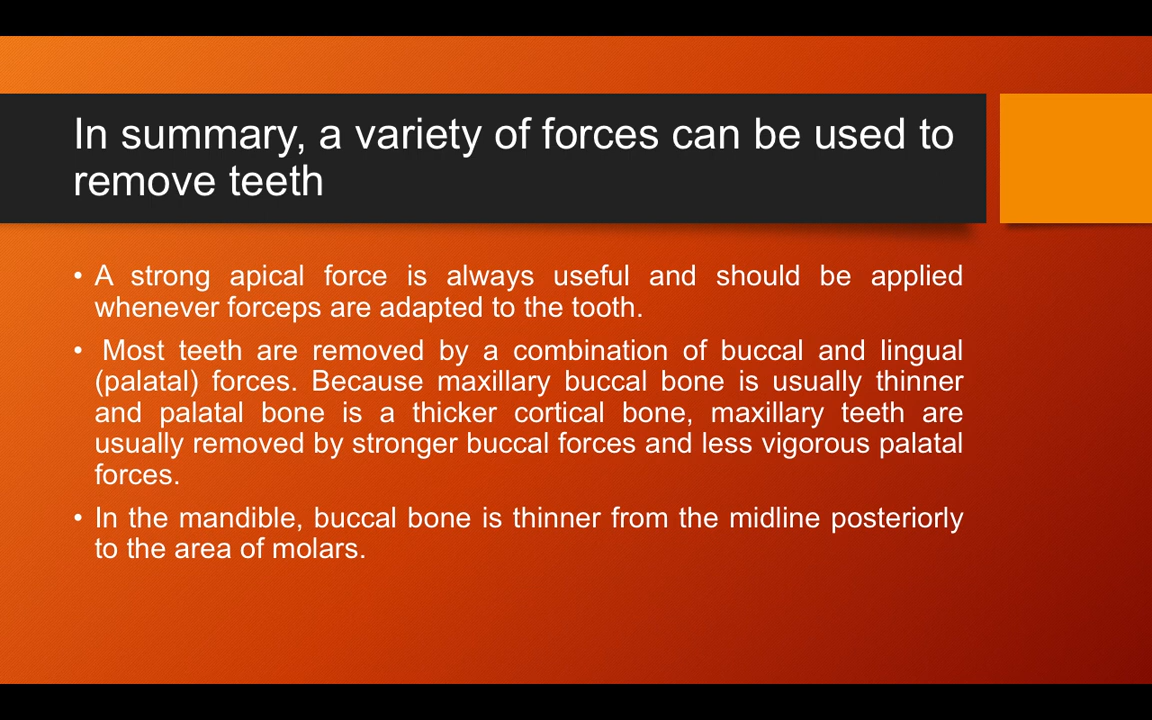 In summary, a variety of forces can be used to
remove teeth
• A strong apical force is always useful and should be applied
whenever forceps are adapted to the tooth.
• Most teeth are removed by a combination of buccal and lingual
(palatal) forces. Because maxillary buccal bone is usually thinner
and palatal bone is a thicker cortical bone, maxillary teeth are
usually removed by stronger buccal forces and less vigorous palatal
forces.
• In the mandible, buccal bone is thinner from the midline posteriorly
to the area of molars.